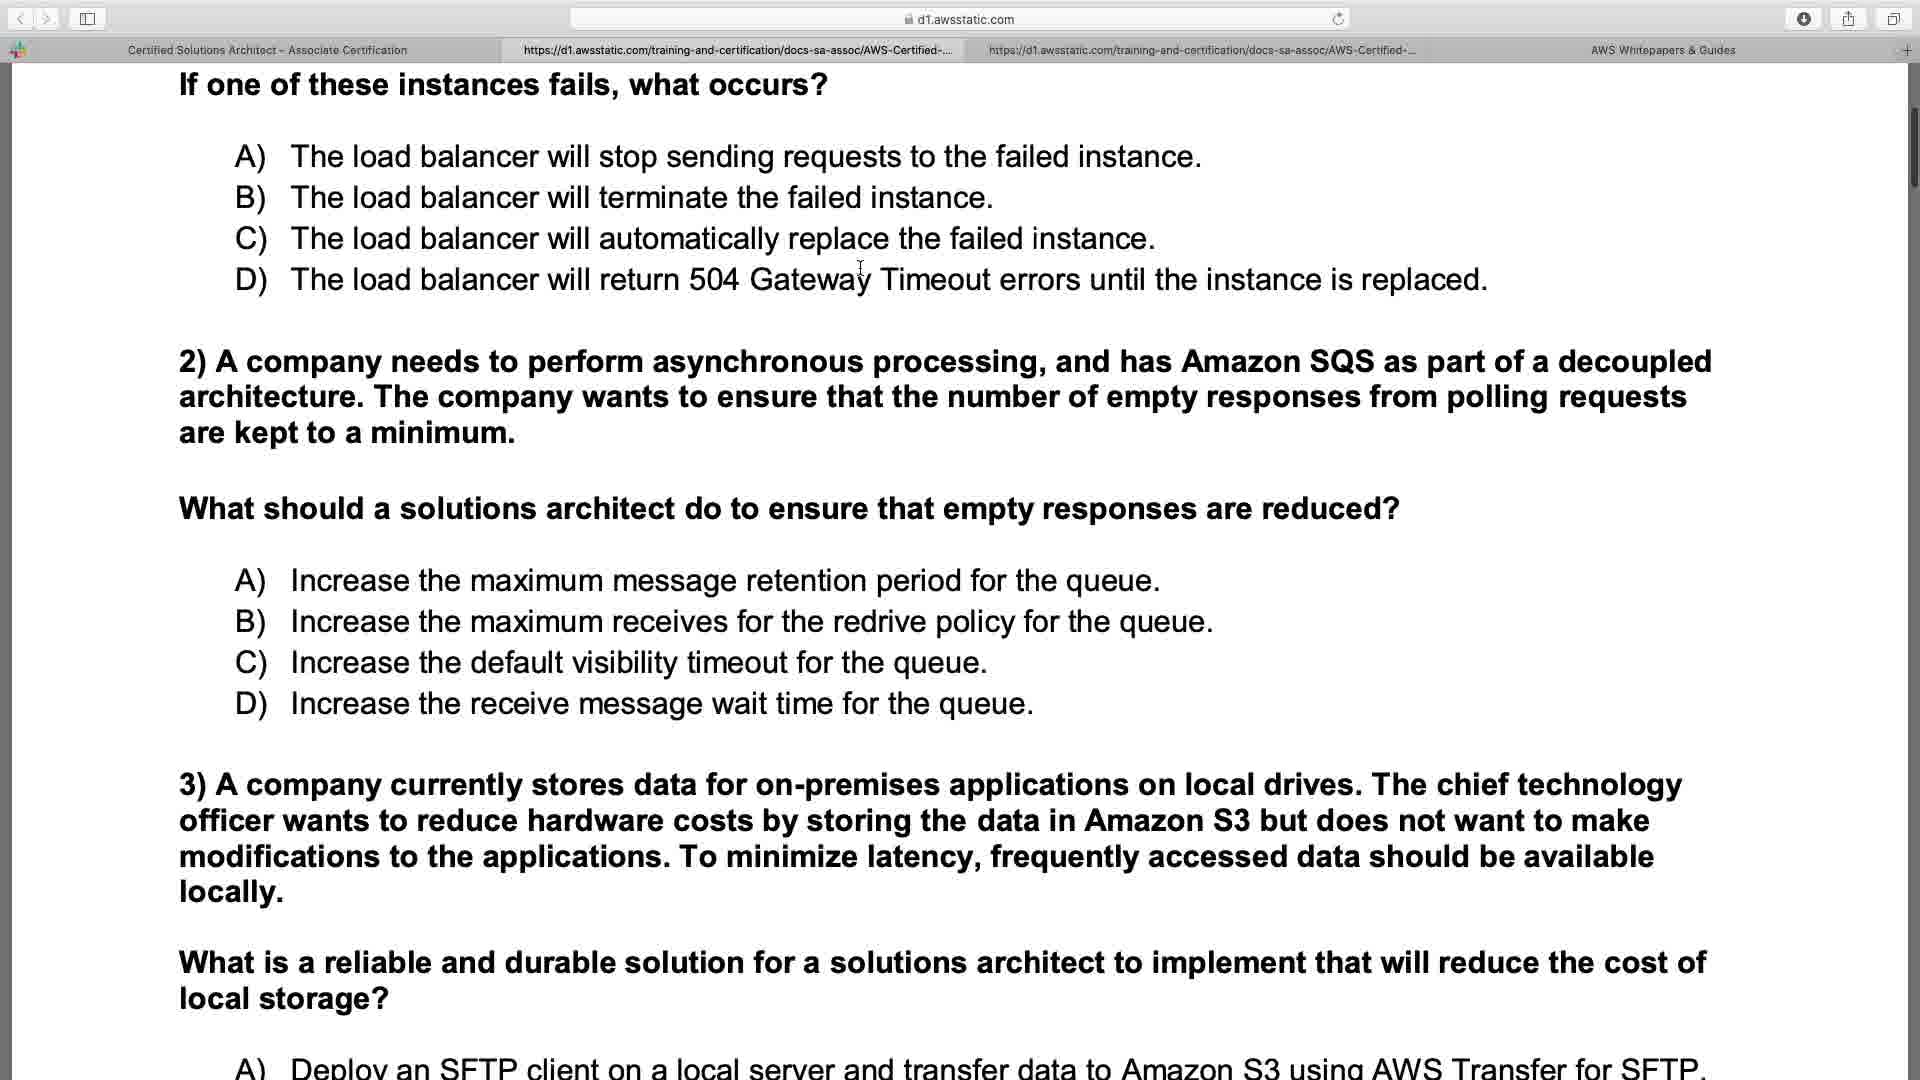 d1.awsstatic.com
Certified Solutions Architect – Associate Certification
https://d1.awsstatic.com/training-and-certification/docs-sa-assoc/AWS-Certified-...
https://d1.awsstatic.com/training-and-certification/docs-sa-assoc/AWS-Certified-...
AWS Whitepapers & Guides
If one of these instances fails, what occurs?
A) The load balancer will stop sending requests to the failed instance.
B) The load balancer will terminate the failed instance.
C) The load balancer will automatically replace the failed instance.
D) The load balancer will return 504 Gateway Timeout errors until the instance is replaced.
2) A company needs to perform asynchronous processing, and has Amazon SQS as part of a decoupled
architecture. The company wants to ensure that the number of empty responses from polling requests
are kept to a minimum.
What should a solutions architect do to ensure that empty responses are reduced?
A) Increase the maximum message retention period for the queue.
B) Increase the maximum receives for the redrive policy for the queue.
C) Increase the default visibility timeout for the queue.
D) Increase the receive message wait time for the queue.
3) A company currently stores data for on-premises applications on local drives. The chief technology
officer wants to reduce hardware costs by storing the data in Amazon S3 but does not want to make
modifications to the applications. To minimize latency, frequently accessed data should be available
locally.
What is a reliable and durable solution for a solutions architect to implement that will reduce the cost of
local storage?
A) Deploy an SFTP client on a local server and transfer data to Amazon S3 using AWS Transfer for SFTP.